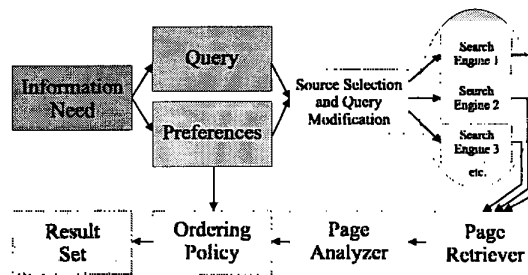 Information
Need
Query
Preferences
Source Selection
and Query
Modification
Search
Engine 1
Search
Engine 2
Search
Engine 3
etc.
Result
Set
Ordering
Policy
Page
Analyzer
Page
Retriever